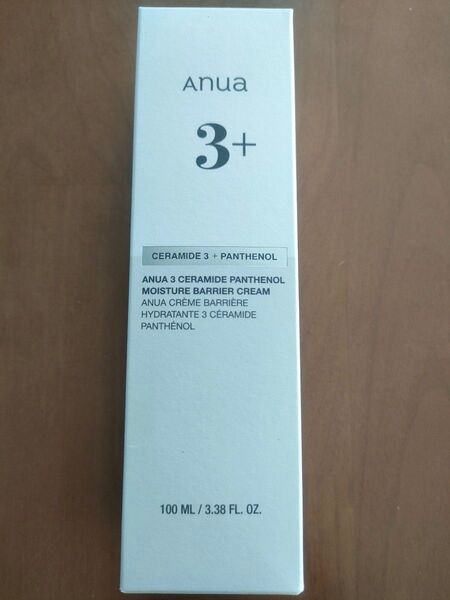 Anua
3+
CERAMIDE 3 + PANTHENOL
ANUA 3 CERAMIDE PANTHENOL
MOISTURE BARRIER CREAM
ANUA CRÈME BARRIÈRE
HYDRATANTE 3 CÉRAMIDE
PANTHÉNOL
100 ML / 3.38 FL. OZ.